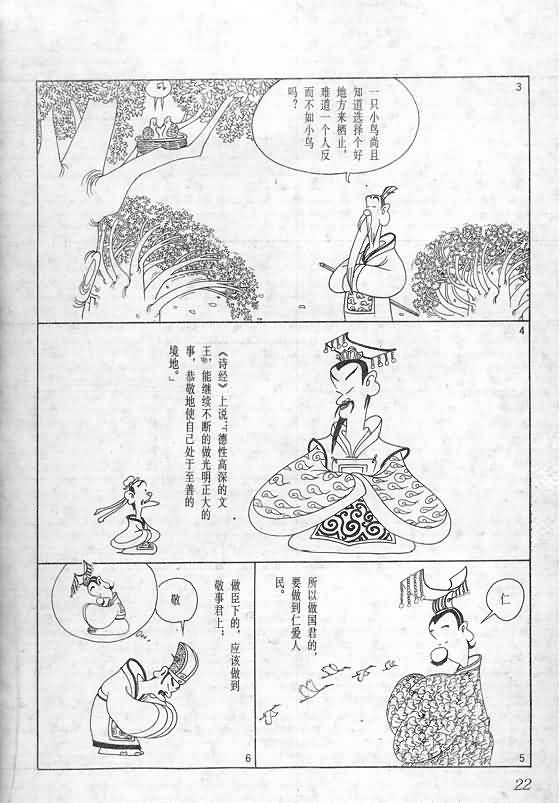 3
一只小鸟尚且
知道选择个好
地方来栖止，
难道一个人反
而不如小鸟
吗？
4
《诗经》上说：「德性高深的文
王，能继续不断的做光明正大的
事，恭敬地使自己处于至善的
境地。」
5
仁
所以做国君的，
要做到仁爱人
民。
6
敬
做臣下的，应该做到
敬事君上；
22